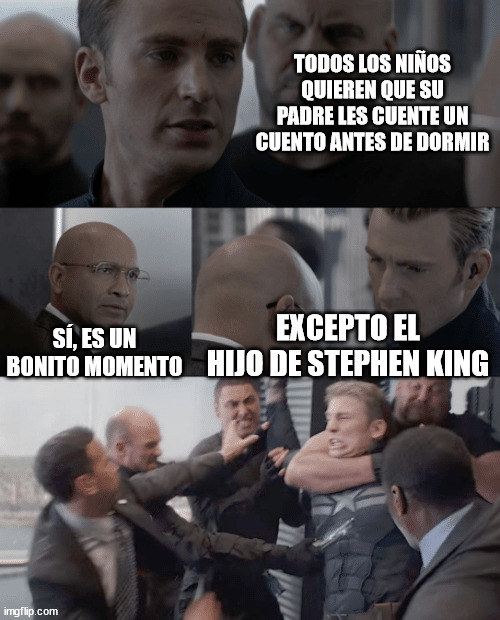 TODOS LOS NIÑOS
QUIEREN QUE SU
PADRE LES CUENTE UN
CUENTO ANTES DE DORMIR
SÍ, ES UN
BONITO MOMENTO
EXCEPTO EL
HIJO DE STEPHEN KING
imgflip.com